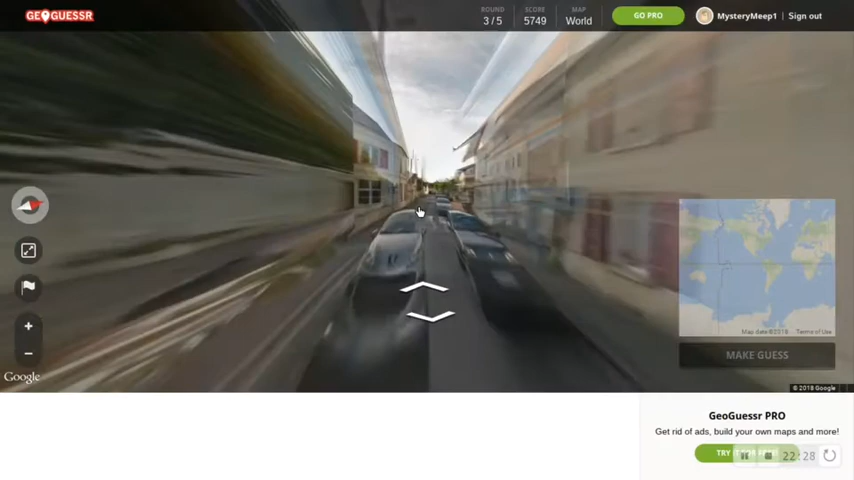 GEOGUESSR
ROUND
3 / 5
SCORE
5749
MAP
World
GO PRO
MysteryMeep1 | Sign out
Map data ©2018 Terms of Use
MAKE GUESS
Google
© 2018 Google
GeoGuessr PRO
Get rid of ads, build your own maps and more!
TRY
22:28